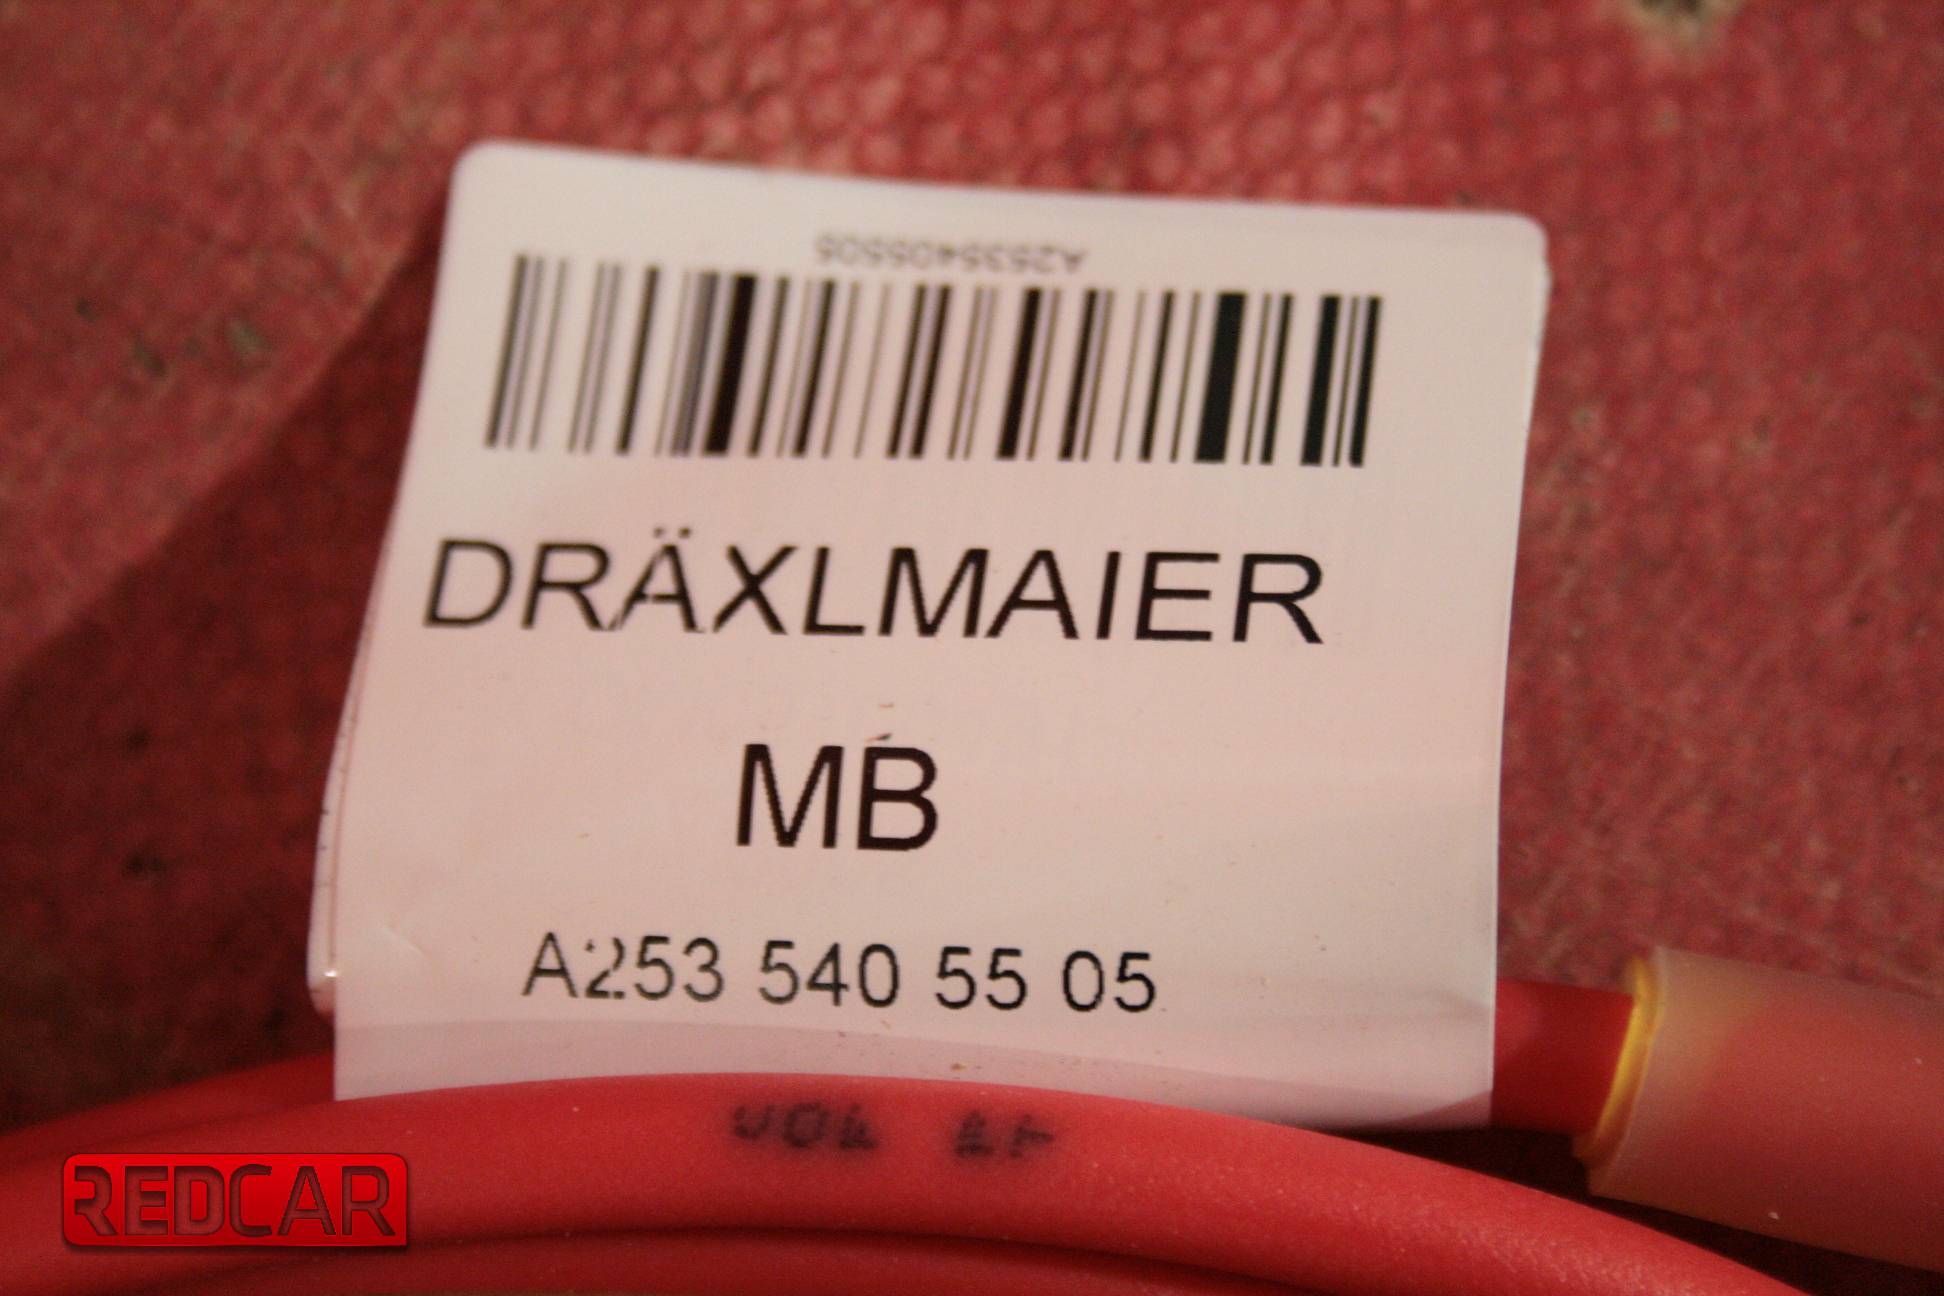 A2535405505
DRÄXLMAIER
MB
A253 540 55 05
REDCAR